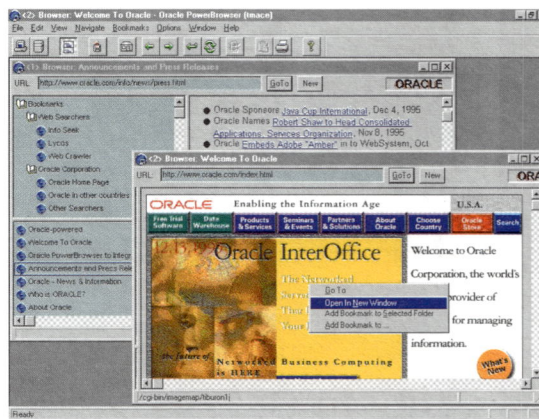 <2> Browser: Welcome To Oracle - Oracle PowerBrowser (tmace)
File Edit View Navigate Bookmarks Options Window Help
<1> Browser: Announcements and Press Releases
URL http://www.oracle.com/info/news/press.html GoTo New ORACLE
Bookmarks
Web Searchers
Info Seek
Lycos
Web Crawler
Oracle Corporation
Oracle Home Page
Oracle in other countries
Other Searchers
Oracle-powered
Welcome To Oracle
Oracle PowerBrowser to Integr
Announcements and Press Rele
Oracle - News & Information
Who is ORACLE?
About Oracle
Oracle Sponsors Java Cup International, Dec 4, 1995
Oracle Names Robert Shaw to Head Consolidated
Applications, Services Organization, Nov 8, 1995
Oracle Embeds Adobe "Amber" in to WebSystem, Oct
<2> Browser: Welcome To Oracle
URL http://www.oracle.com/index.html GoTo New ORA
ORACLE Enabling the Information Age U.S.A.
Free Trial Software
Data Warehouse
Products & Services
Seminars & Events
Partners & Solutions
About Oracle
Choose Country
Oracle Store
Search
Oracle InterOffice
The Networked
Your
the future of Networked Business Computing
is HERE
Go To
Open In New Window
Add Bookmark to Selected Folder
Add Bookmark to ...
Welcome to Oracle
Corporation, the world's
provider of
for managing
information.
What's New
/cgi-bin/imagemap/tiburon1j
Ready